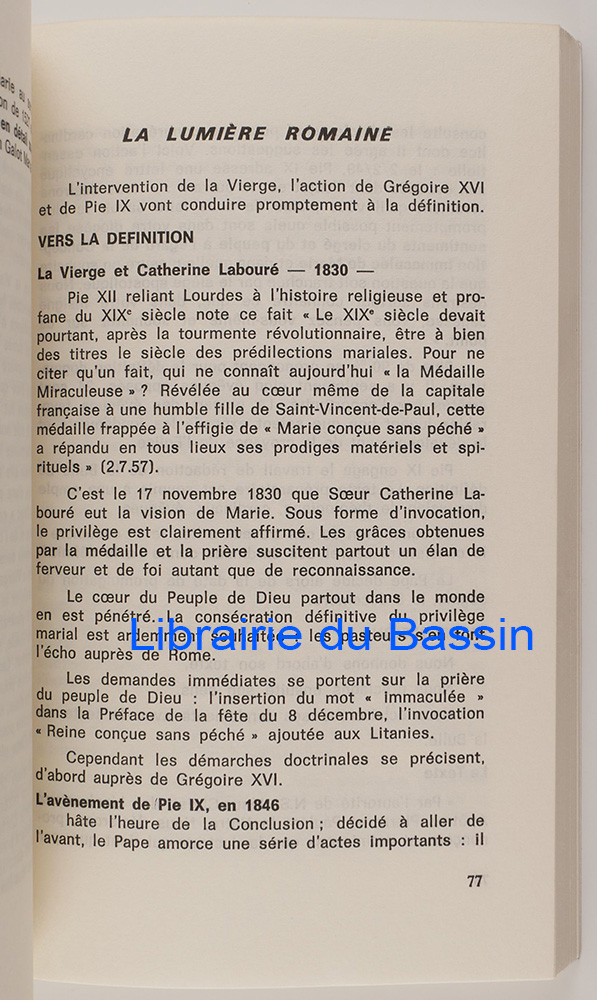 LA LUMIÈRE ROMAINE
L'intervention de la Vierge, l'action de Grégoire XVI
et de Pie IX vont conduire promptement à la définition.
VERS LA DEFINITION
La Vierge et Catherine Labouré — 1830 —
Pie XII reliant Lourdes à l'histoire religieuse et pro-
fane du XIXe siècle note ce fait « Le XIXe siècle devait
pourtant, après la tourmente révolutionnaire, être à bien
des titres le siècle des prédilections mariales. Pour ne
citer qu'un fait, qui ne connaît aujourd'hui « la Médaille
Miraculeuse » ? Révélée au cœur même de la capitale
française à une humble fille de Saint-Vincent-de-Paul, cette
médaille frappée à l'effigie de « Marie conçue sans péché »
a répandu en tous lieux ses prodiges matériels et spi-
rituels » (2.7.57).
C'est le 17 novembre 1830 que Sœur Catherine La-
bouré eut la vision de Marie. Sous forme d'invocation,
le privilège est clairement affirmé. Les grâces obtenues
par la médaille et la prière suscitent partout un élan de
ferveur et de foi autant que de reconnaissance.
Le cœur du Peuple de Dieu partout dans le monde
en est pénétré. La consécration définitive du privilège
marial est ardemment souhaitée : les pasteurs s'en font
l'écho auprès de Rome.
Librairie du Bassin
Les demandes immédiates se portent sur la prière
du peuple de Dieu : l'insertion du mot « immaculée »
dans la Préface de la fête du 8 décembre, l'invocation
« Reine conçue sans péché » ajoutée aux Litanies.
Cependant les démarches doctrinales se précisent,
d'abord auprès de Grégoire XVI.
L'avènement de Pie IX, en 1846
hâte l'heure de la Conclusion ; décidé à aller de
l'avant, le Pape amorce une série d'actes importants : il
77